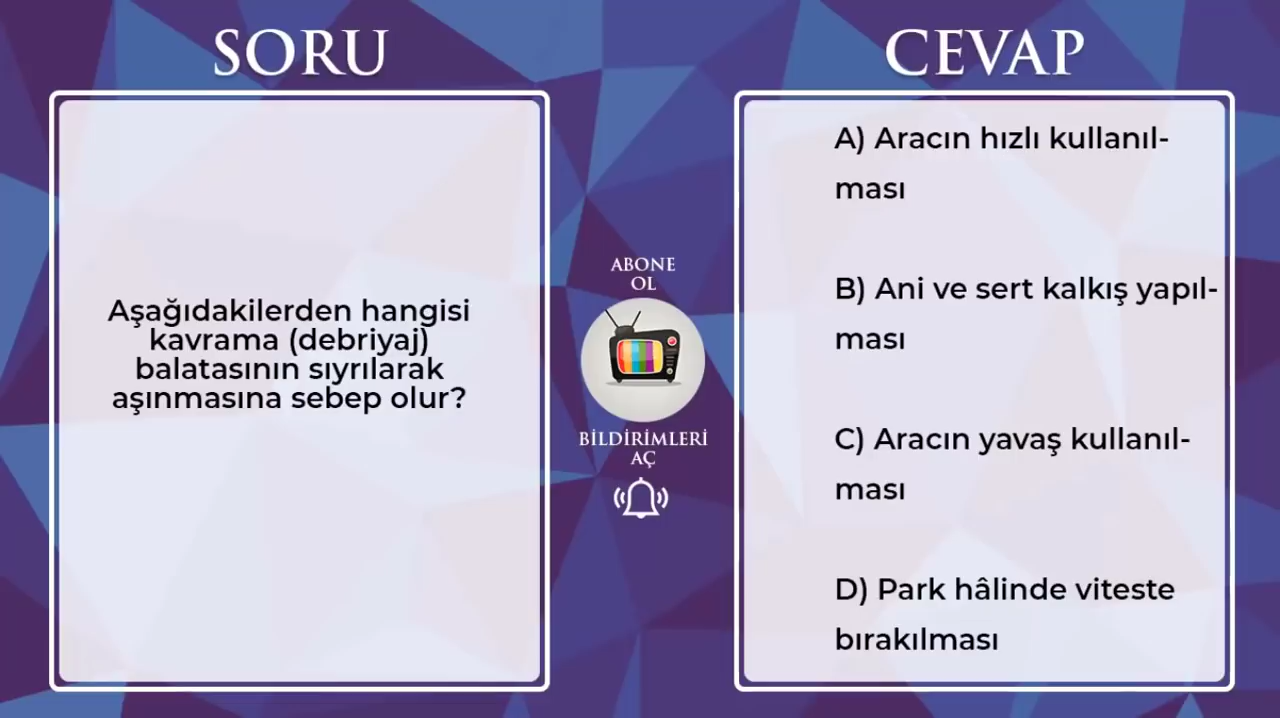 SORU
Aşağıdakilerden hangisi
kavrama (debriyaj)
balatasının sıyrılarak
aşınmasına sebep olur?
ABONE
OL
BİLDİRİMLERİ
AÇ
CEVAP
A) Aracın hızlı kullanıl-
ması
B) Ani ve sert kalkış yapıl-
ması
C) Aracın yavaş kullanıl-
ması
D) Park hâlinde viteste
bırakılması